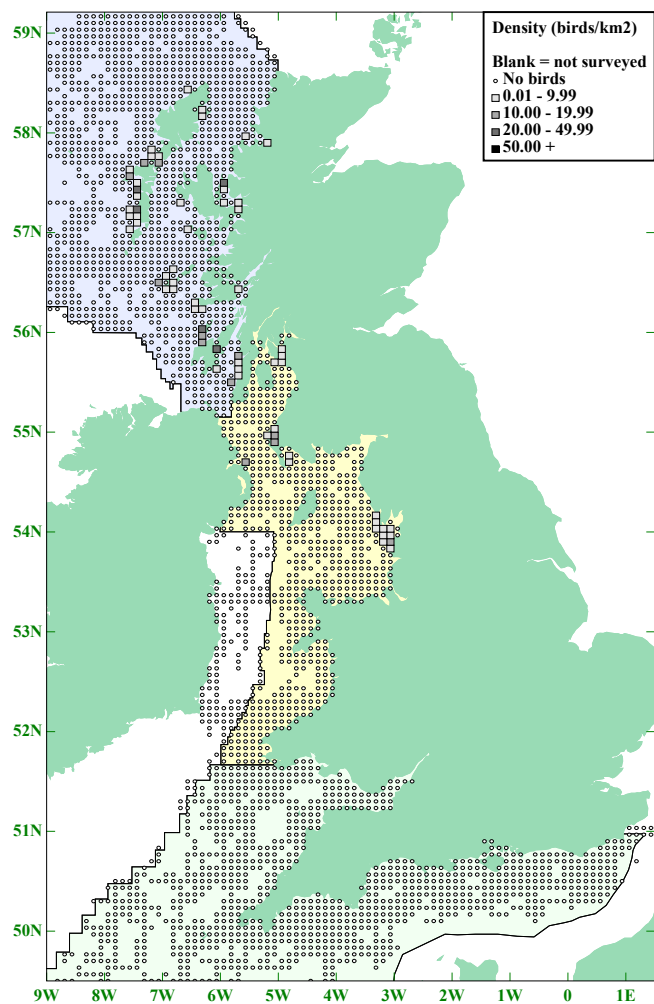 Density (birds/km2)
Blank = not surveyed
No birds
0.01 - 9.99
10.00 - 19.99
20.00 - 49.99
50.00 +
59N
58N
57N
56N
55N
54N
53N
52N
51N
50N
9W 8W 7W 6W 5W 4W 3W 2W 1W 0 1E